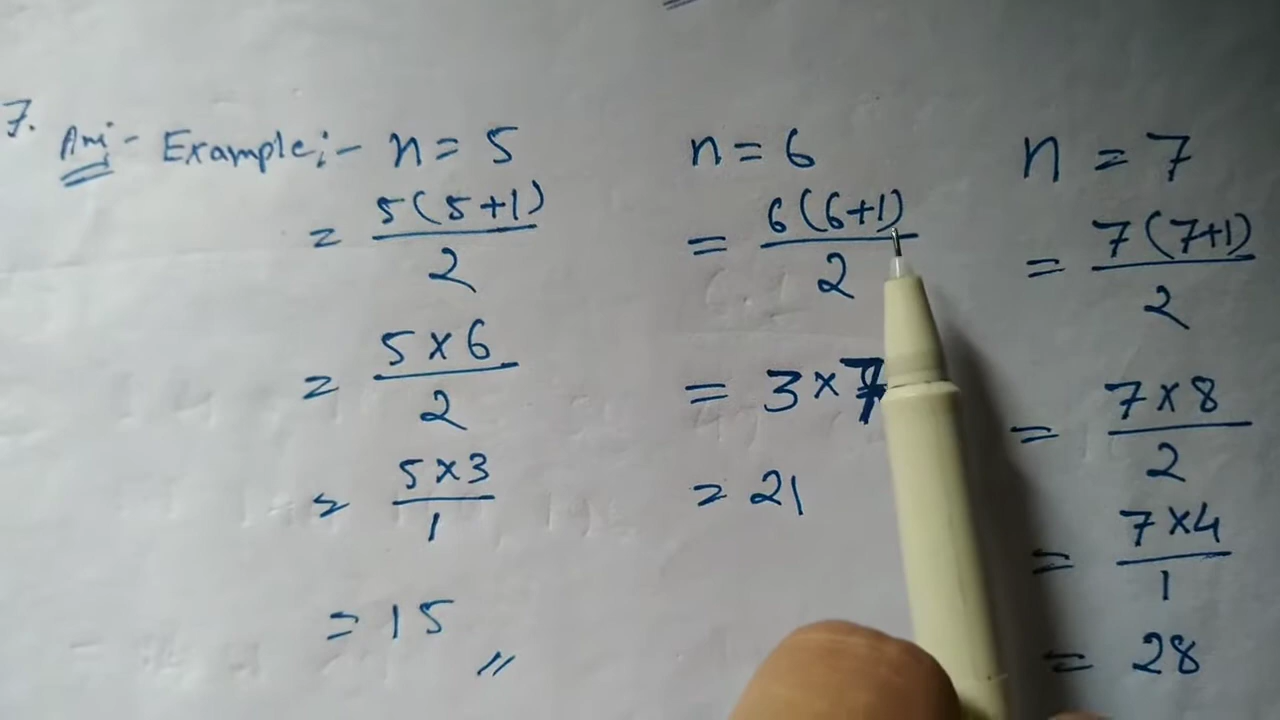 7. Ans:- Example:- n = 5
= 5(5+1)/2
= 5×6/2
= 5×3/1
= 15 //
n = 6
= 6(6+1)/2
= 3×7
= 21
n = 7
= 7(7+1)/2
= 7×8/2
= 7×4/1
= 28